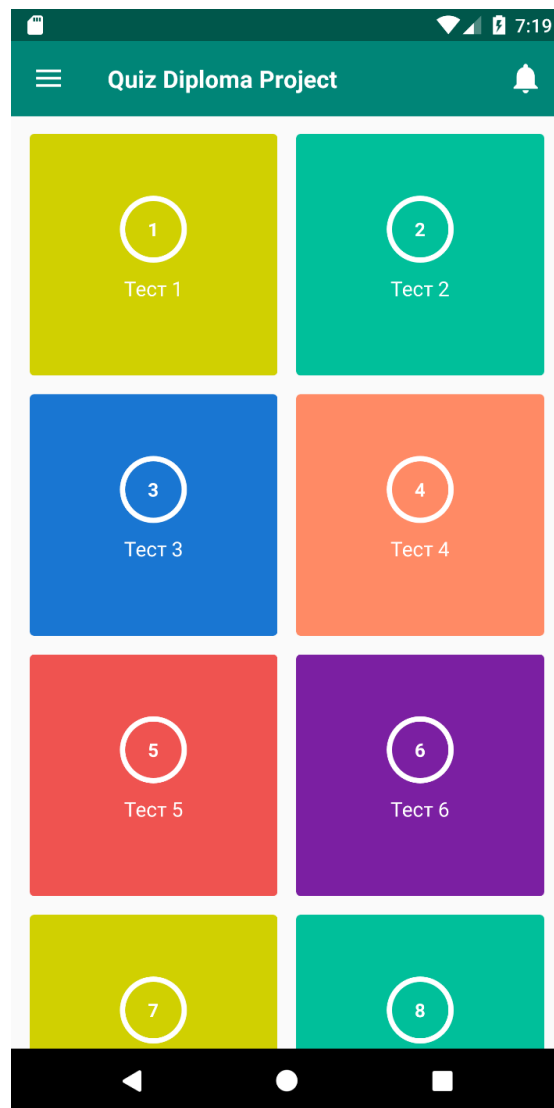 7:19
Quiz Diploma Project
1
Тест 1
2
Тест 2
3
Тест 3
4
Тест 4
5
Тест 5
6
Тест 6
7
8